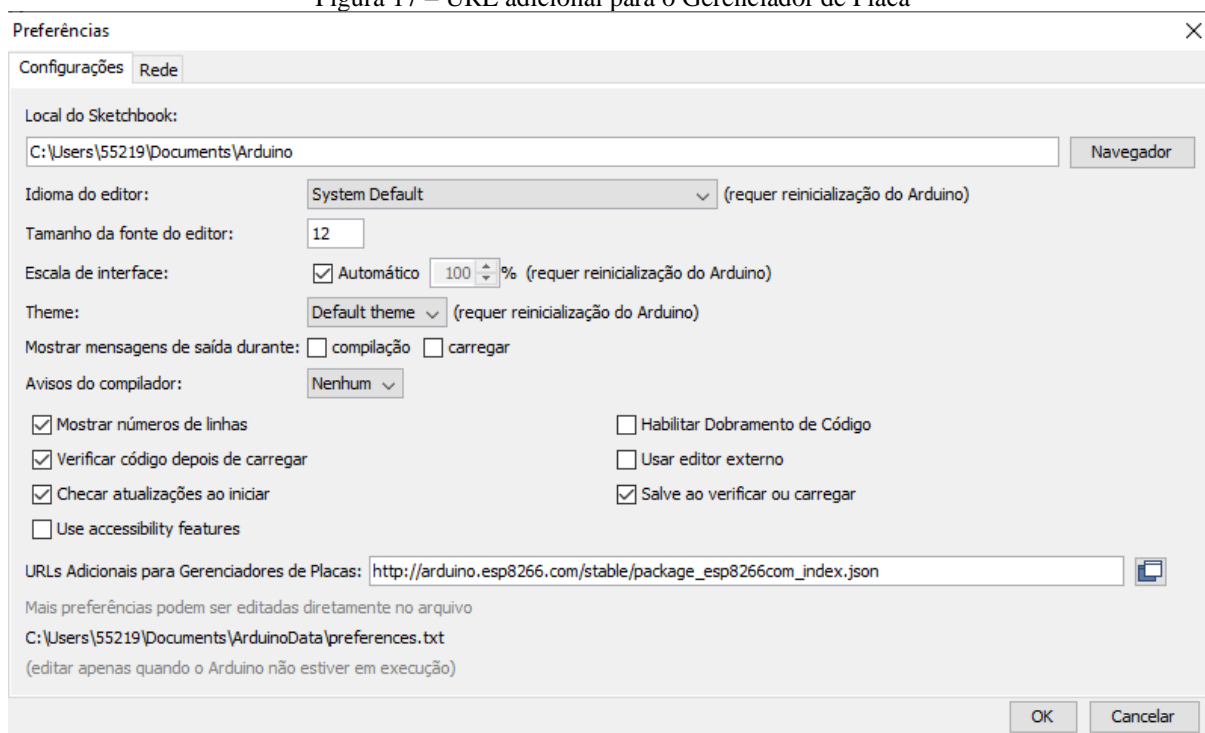 Figura 17 – URL adicional para o Gerenciador de Placa
Preferências
Configurações Rede
Local do Sketchbook:
C:\Users\55219\Documents\Arduino Navegador
Idioma do editor: System Default (requer reinicialização do Arduino)
Tamanho da fonte do editor: 12
Escala de interface: Automático 100 % (requer reinicialização do Arduino)
Theme: Default theme (requer reinicialização do Arduino)
Mostrar mensagens de saída durante: compilação carregar
Avisos do compilador: Nenhum
Mostrar números de linhas Habilitar Dobramento de Código
Verificar código depois de carregar Usar editor externo
Checar atualizações ao iniciar Salve ao verificar ou carregar
Use accessibility features
URLs Adicionais para Gerenciadores de Placas: http://arduino.esp8266.com/stable/package_esp8266com_index.json
Mais preferências podem ser editadas diretamente no arquivo
C:\Users\55219\Documents\ArduinoData\preferences.txt
(editar apenas quando o Arduino não estiver em execução)
OK Cancelar